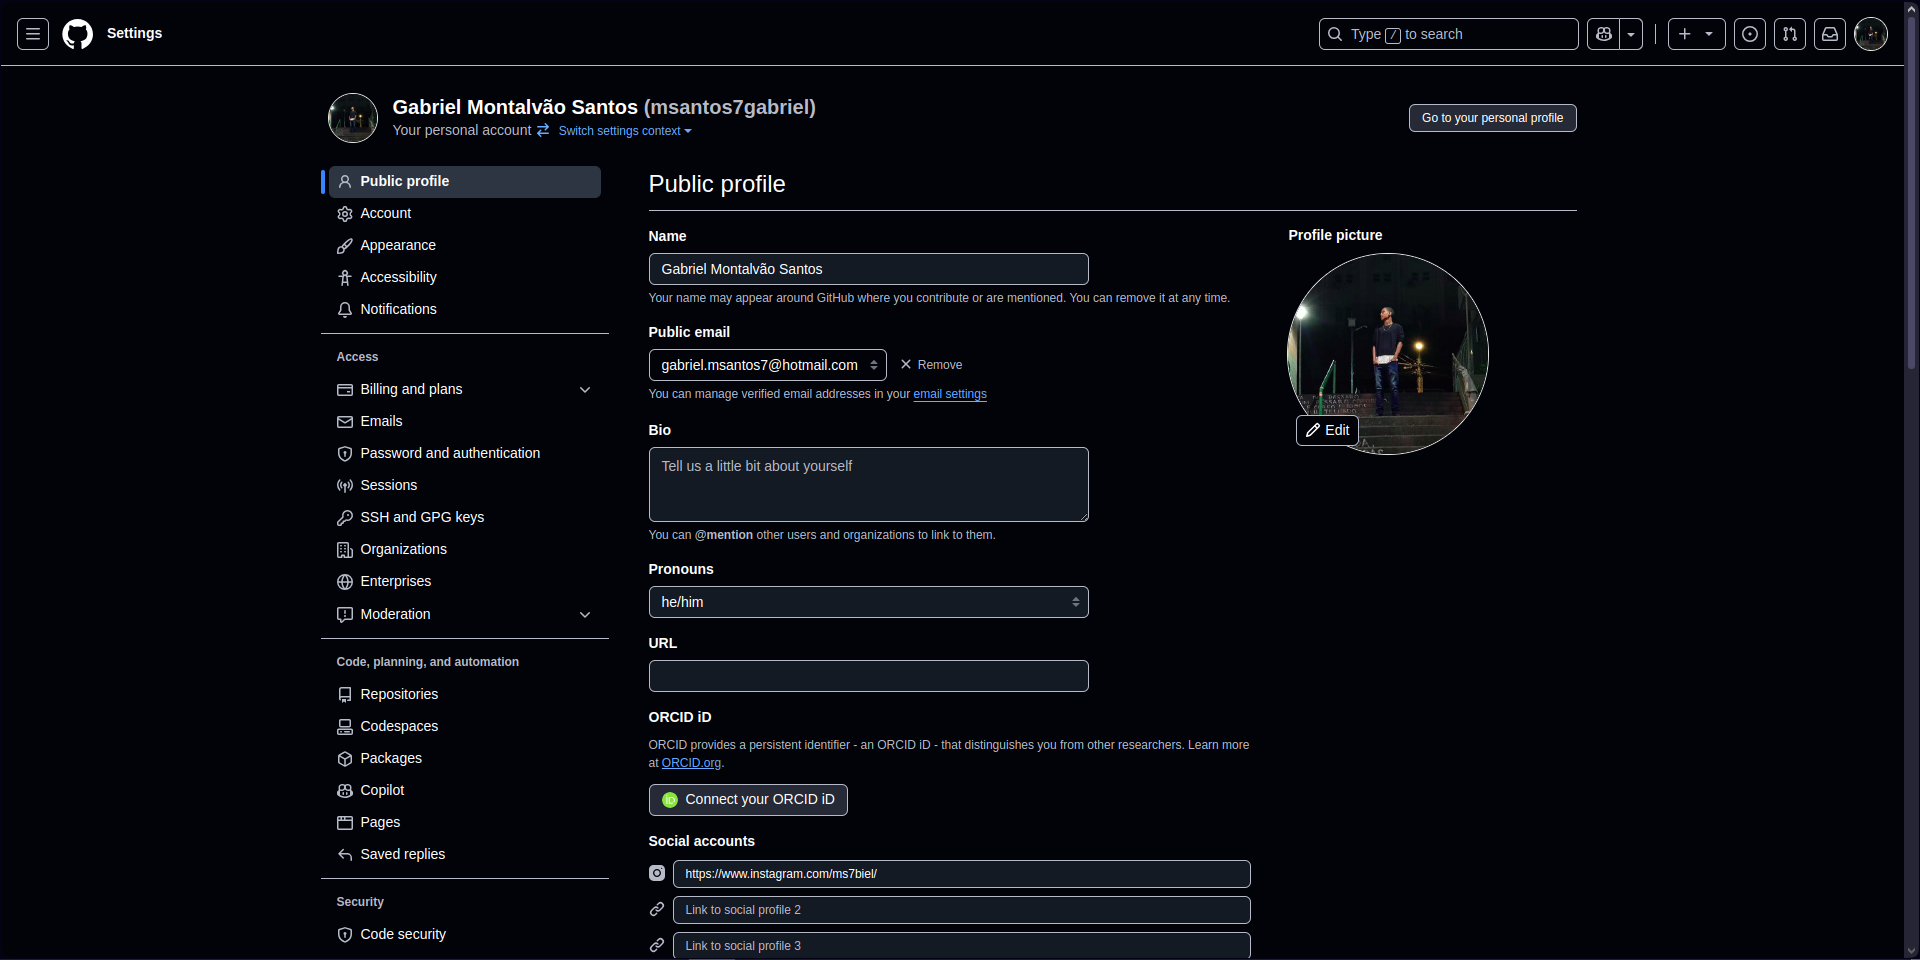 Settings
Type / to search
Gabriel Montalvão Santos (msantos7gabriel)
Your personal account Switch settings context
Go to your personal profile
Public profile
Account
Appearance
Accessibility
Notifications
Access
Billing and plans
Emails
Password and authentication
Sessions
SSH and GPG keys
Organizations
Enterprises
Moderation
Code, planning, and automation
Repositories
Codespaces
Packages
Copilot
Pages
Saved replies
Security
Code security
Public profile
Name
Gabriel Montalvão Santos
Your name may appear around GitHub where you contribute or are mentioned. You can remove it at any time.
Public email
gabriel.msantos7@hotmail.com Remove
You can manage verified email addresses in your email settings
Bio
Tell us a little bit about yourself
You can @mention other users and organizations to link to them.
Pronouns
he/him
URL
ORCID iD
ORCID provides a persistent identifier - an ORCID iD - that distinguishes you from other researchers. Learn more
at ORCID.org.
iD Connect your ORCID iD
Social accounts
https://www.instagram.com/ms7biel/
Link to social profile 2
Link to social profile 3
Profile picture
Edit